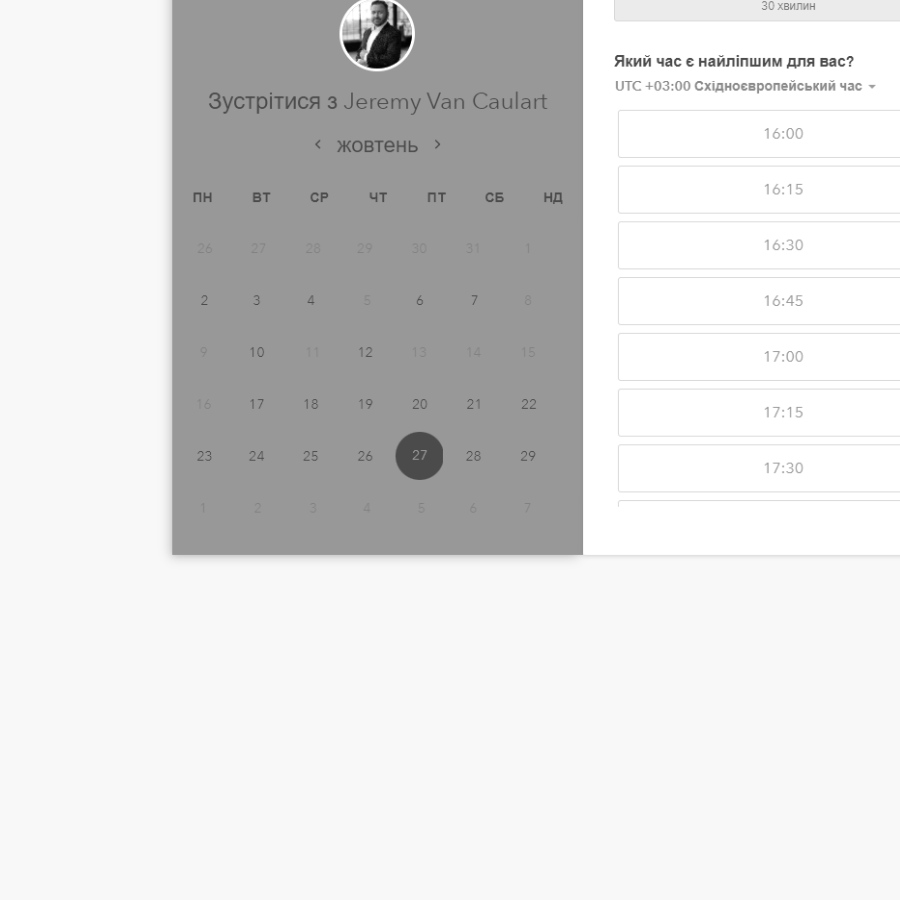 30 хвилин
Зустрітися з Jeremy Van Caulart
жовтень
ПН ВТ СР ЧТ ПТ СБ НД
26 27 28 29 30 31 1
2 3 4 5 6 7 8
9 10 11 12 13 14 15
16 17 18 19 20 21 22
23 24 25 26 27 28 29
1 2 3 4 5 6 7
Який час є найліпшим для вас?
UTC +03:00 Східноєвропейський час
16:00
16:15
16:30
16:45
17:00
17:15
17:30